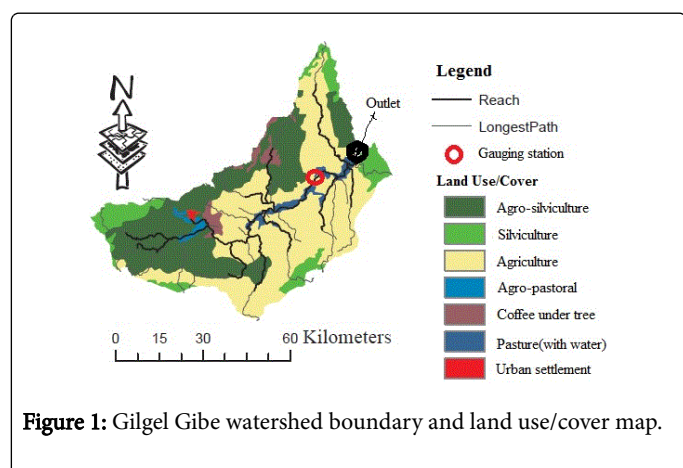 N
Outlet
Legend
Reach
LongestPath
Gauging station
Land Use/Cover
Agro-silviculture
Silviculture
Agriculture
Agro-pastoral
Coffee under tree
Pasture(with water)
Urban settlement
0 15 30 60 Kilometers
Figure 1: Gilgel Gibe watershed boundary and land use/cover map.